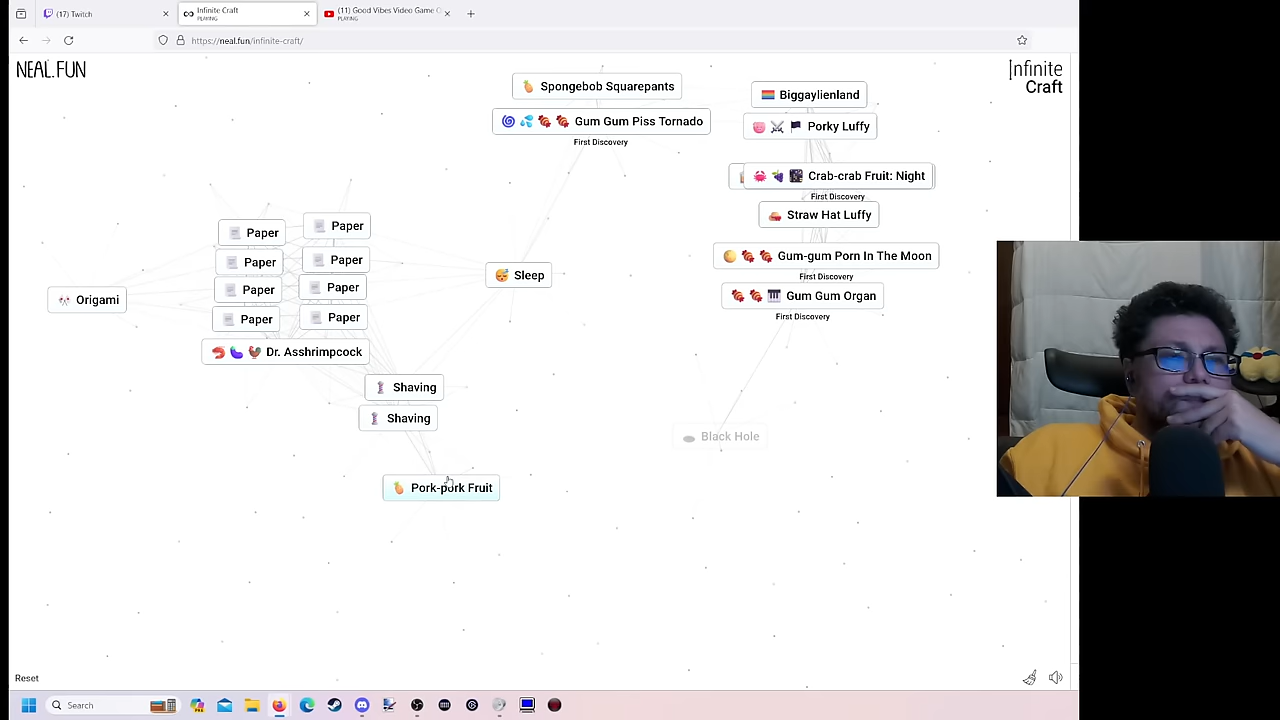 (17) Twitch
Infinite Craft
PLAYING
(11) Good Vibes Video Game C
PLAYING
https://neal.fun/infinite-craft/
NEAL.FUN
Infinite
Craft
Spongebob Squarepants
Gum Gum Piss Tornado
First Discovery
Biggaylienland
Porky Luffy
Crab-crab Fruit: Night
First Discovery
Straw Hat Luffy
Gum-gum Porn In The Moon
First Discovery
Gum Gum Organ
First Discovery
Paper
Paper
Paper
Paper
Paper
Paper
Paper
Paper
Origami
Sleep
Dr. Asshrimpcock
Shaving
Shaving
Black Hole
Pork-pork Fruit
Reset
Search